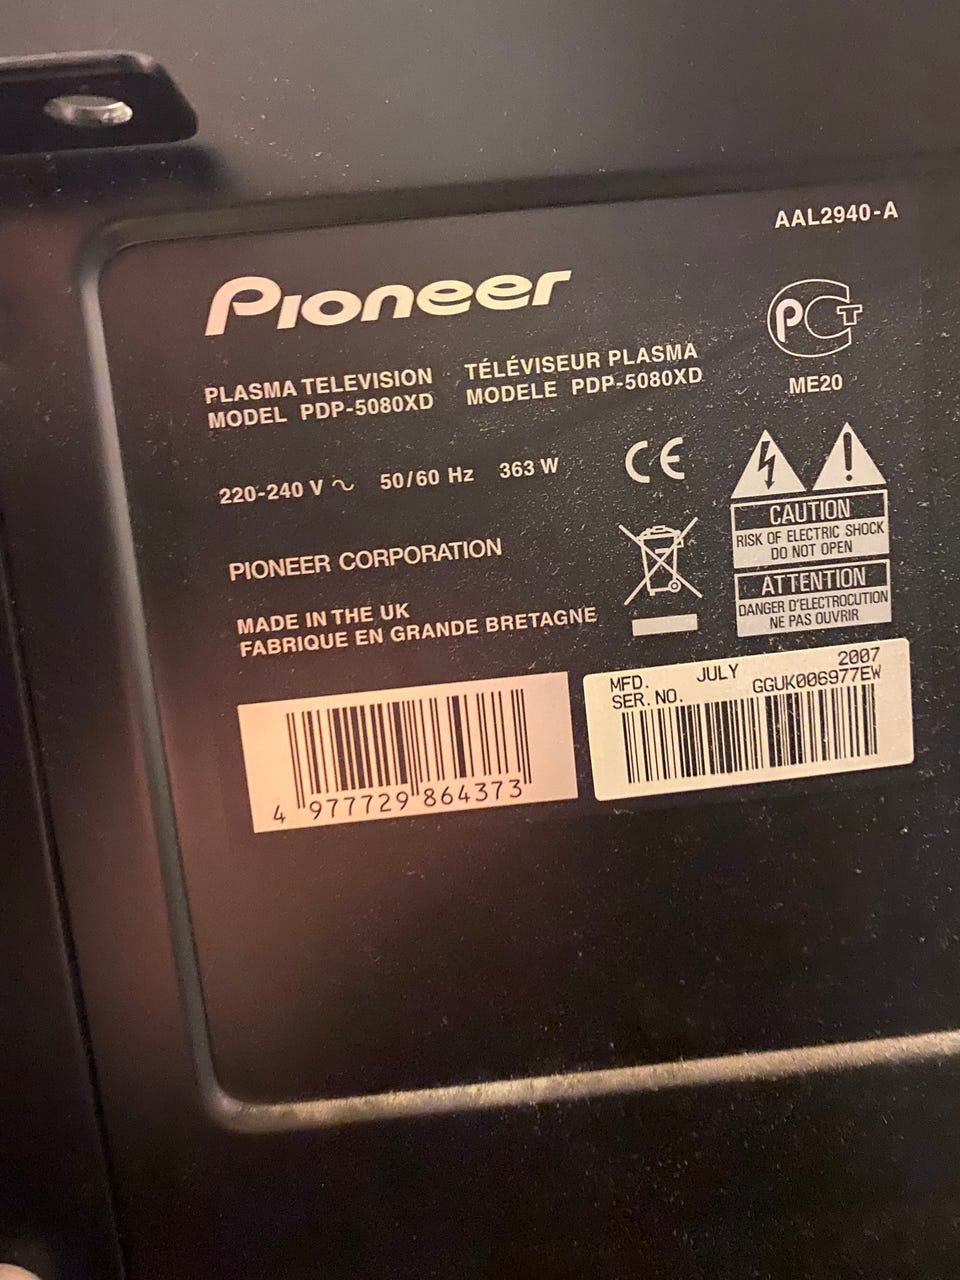 AAL2940-A
Pioneer
PLASMA TELEVISION
MODEL PDP-5080XD
TÉLÉVISEUR PLASMA
MODELE PDP-5080XD
PCT
ME20
220-240 V ~ 50/60 Hz 363 W
CE
CAUTION
RISK OF ELECTRIC SHOCK
DO NOT OPEN
ATTENTION
DANGER D'ELECTROCUTION
NE PAS OUVRIR
PIONEER CORPORATION
MADE IN THE UK
FABRIQUE EN GRANDE BRETAGNE
4 977729 864373
MFD. JULY 2007
SER. NO. GGUK006977EW